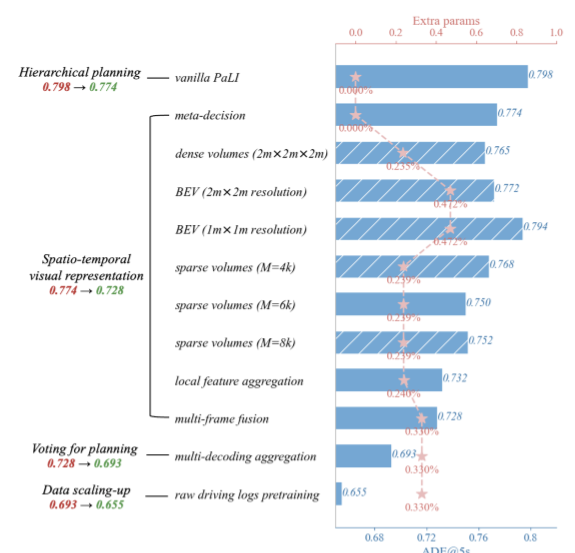 Extra params
0.0 0.2 0.4 0.6 0.8 1.0
Hierarchical planning
0.798 → 0.774
vanilla PaLI
0.798
0.000%
meta-decision
0.774
0.000%
dense volumes (2m×2m×2m)
0.765
0.235%
BEV (2m×2m resolution)
0.772
0.472%
BEV (1m×1m resolution)
0.794
0.472%
Spatio-temporal
visual representation
0.774 → 0.728
sparse volumes (M=4k)
0.768
0.239%
sparse volumes (M=6k)
0.750
0.239%
sparse volumes (M=8k)
0.752
0.239%
local feature aggregation
0.732
0.240%
multi-frame fusion
0.728
0.330%
Voting for planning
0.728 → 0.693
multi-decoding aggregation
0.693
0.330%
Data scaling-up
0.693 → 0.655
raw driving logs pretraining
0.655
0.330%
0.68 0.72 0.76 0.8
ADE@5s